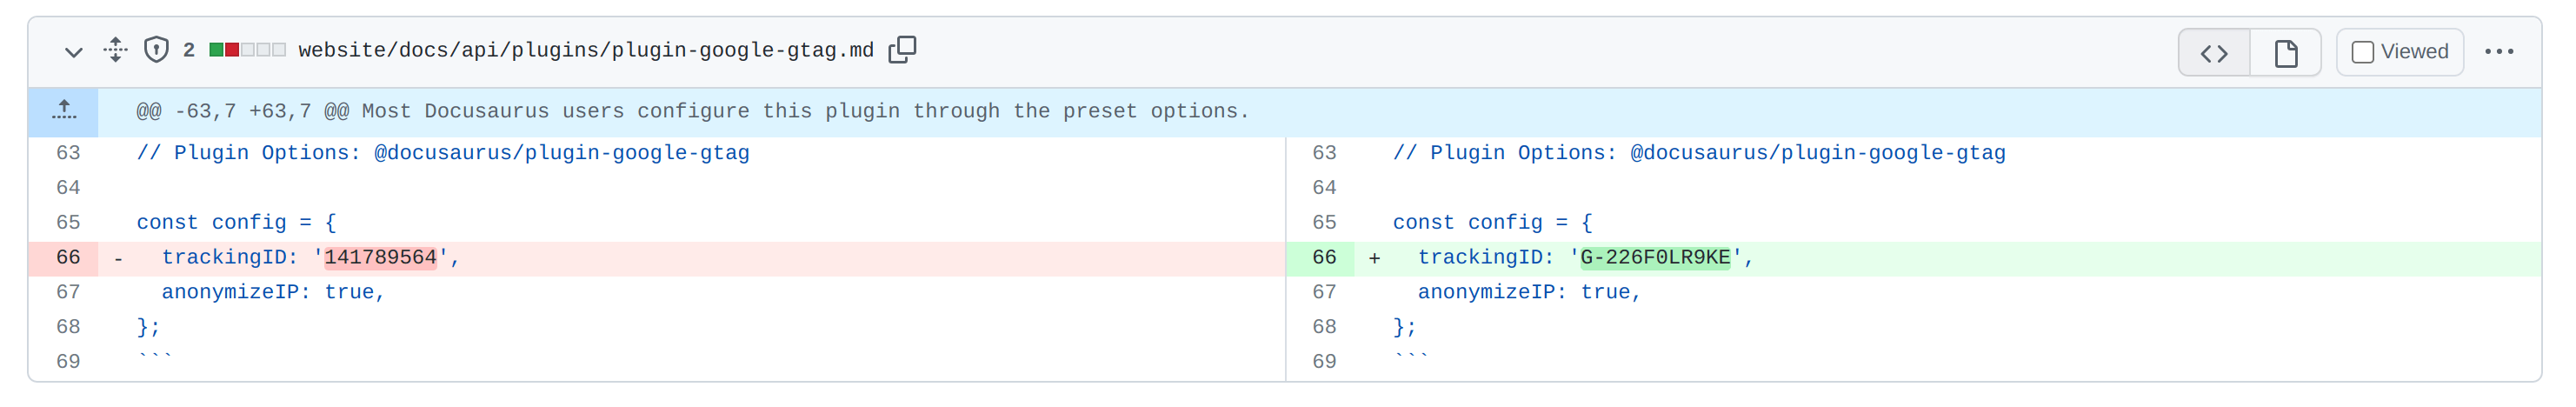 2 website/docs/api/plugins/plugin-google-gtag.md Viewed
@@ -63,7 +63,7 @@ Most Docusaurus users configure this plugin through the preset options.
63 // Plugin Options: @docusaurus/plugin-google-gtag
64
65 const config = {
66 - trackingID: '141789564',
67 anonymizeIP: true,
68 };
69 ```
63 // Plugin Options: @docusaurus/plugin-google-gtag
64
65 const config = {
66 + trackingID: 'G-226F0LR9KE',
67 anonymizeIP: true,
68 };
69 ```